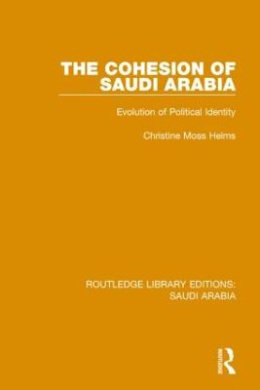 THE COHESION OF
SAUDI ARABIA
Evolution of Political Identity
Christine Moss Helms
ROUTLEDGE LIBRARY EDITIONS:
SAUDI ARABIA
ROUTLEDGE